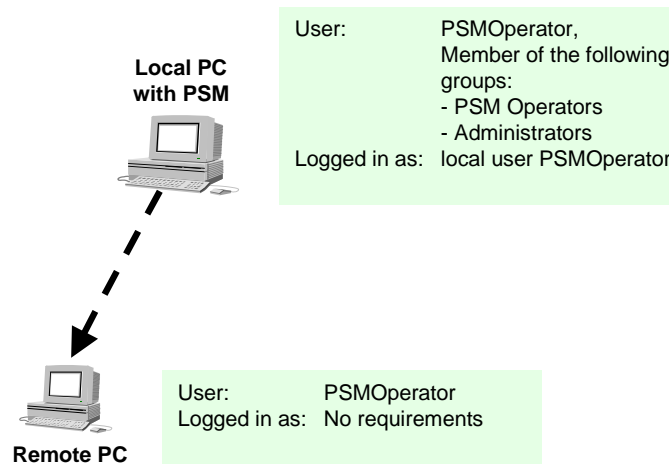 Local PC
with PSM
User: PSMOperator,
Member of the following
groups:
- PSM Operators
- Administrators
Logged in as: local user PSMOperator
User: PSMOperator
Logged in as: No requirements
Remote PC